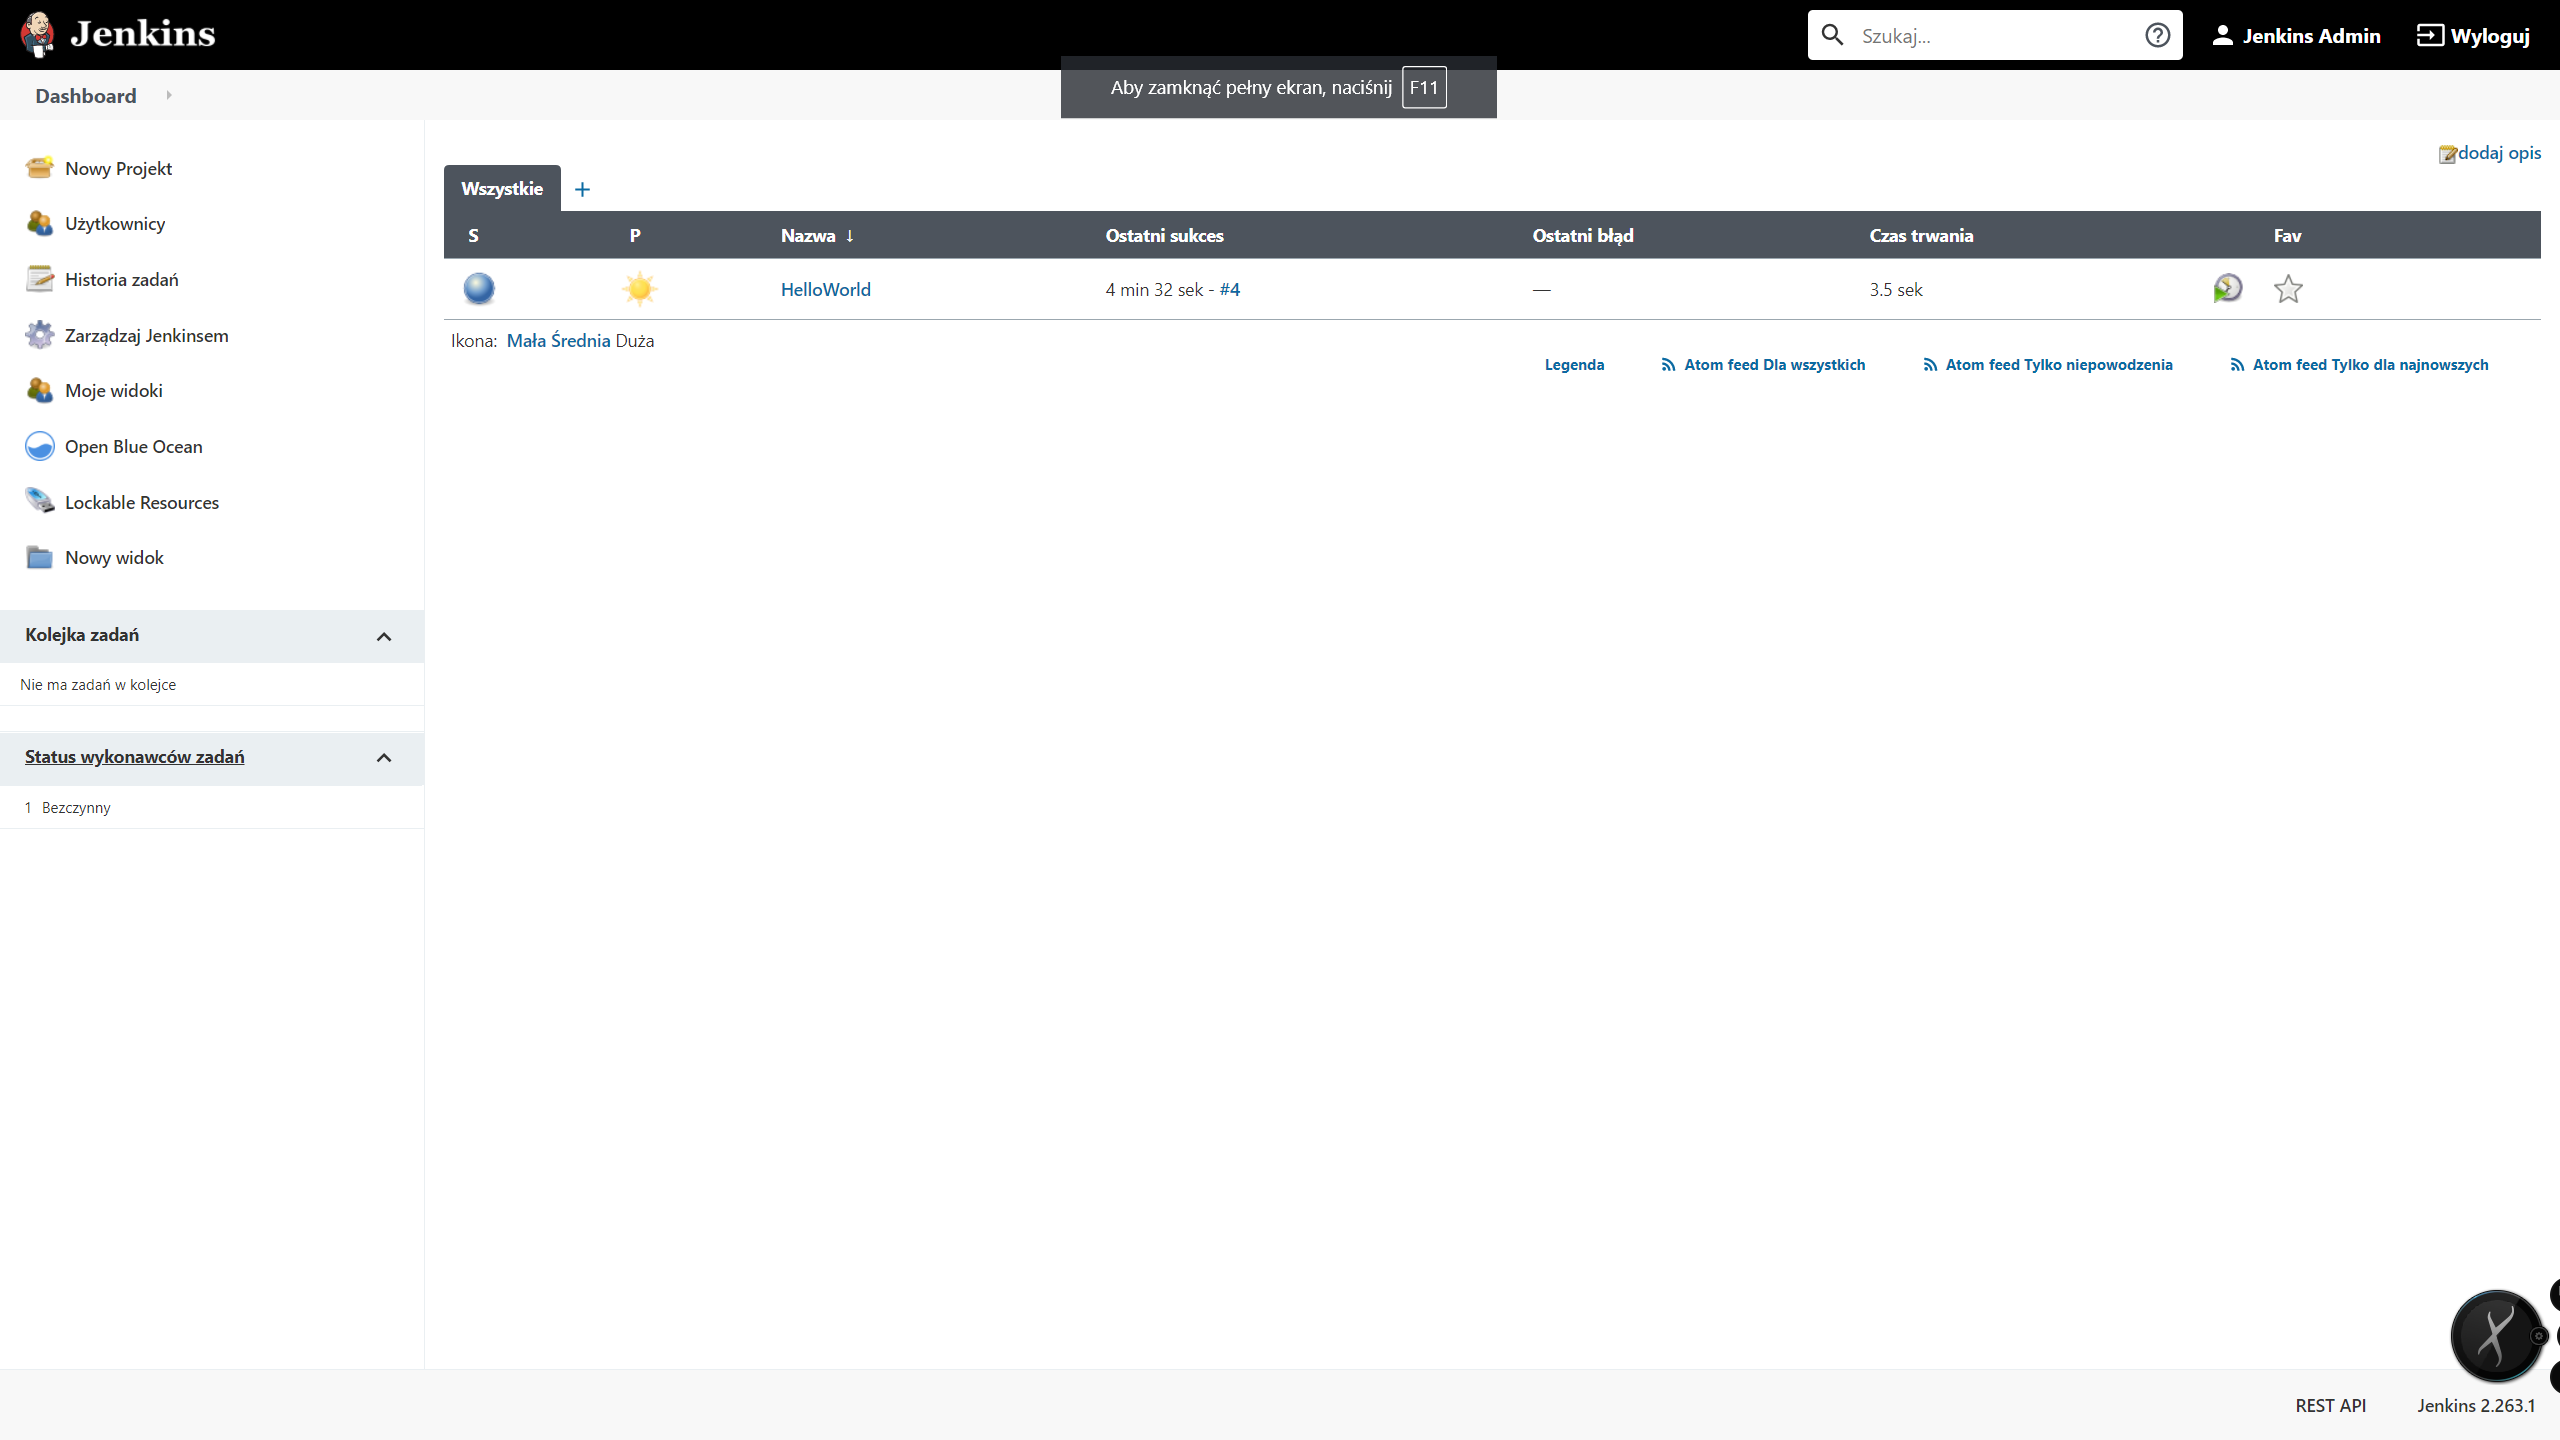 Jenkins
Szukaj...
Jenkins Admin
Wyloguj
Aby zamknąć pełny ekran, naciśnij F11
Dashboard
dodaj opis
Nowy Projekt
Użytkownicy
Historia zadań
Zarządzaj Jenkinsem
Moje widoki
Open Blue Ocean
Lockable Resources
Nowy widok
Kolejka zadań
Nie ma zadań w kolejce
Status wykonawców zadań
1 Bezczynny
Wszystkie +
S P Nazwa ↓ Ostatni sukces Ostatni błąd Czas trwania Fav
HelloWorld 4 min 32 sek - #4 — 3.5 sek
Ikona: Mała Średnia Duża
Legenda Atom feed Dla wszystkich Atom feed Tylko niepowodzenia Atom feed Tylko dla najnowszych
REST API Jenkins 2.263.1